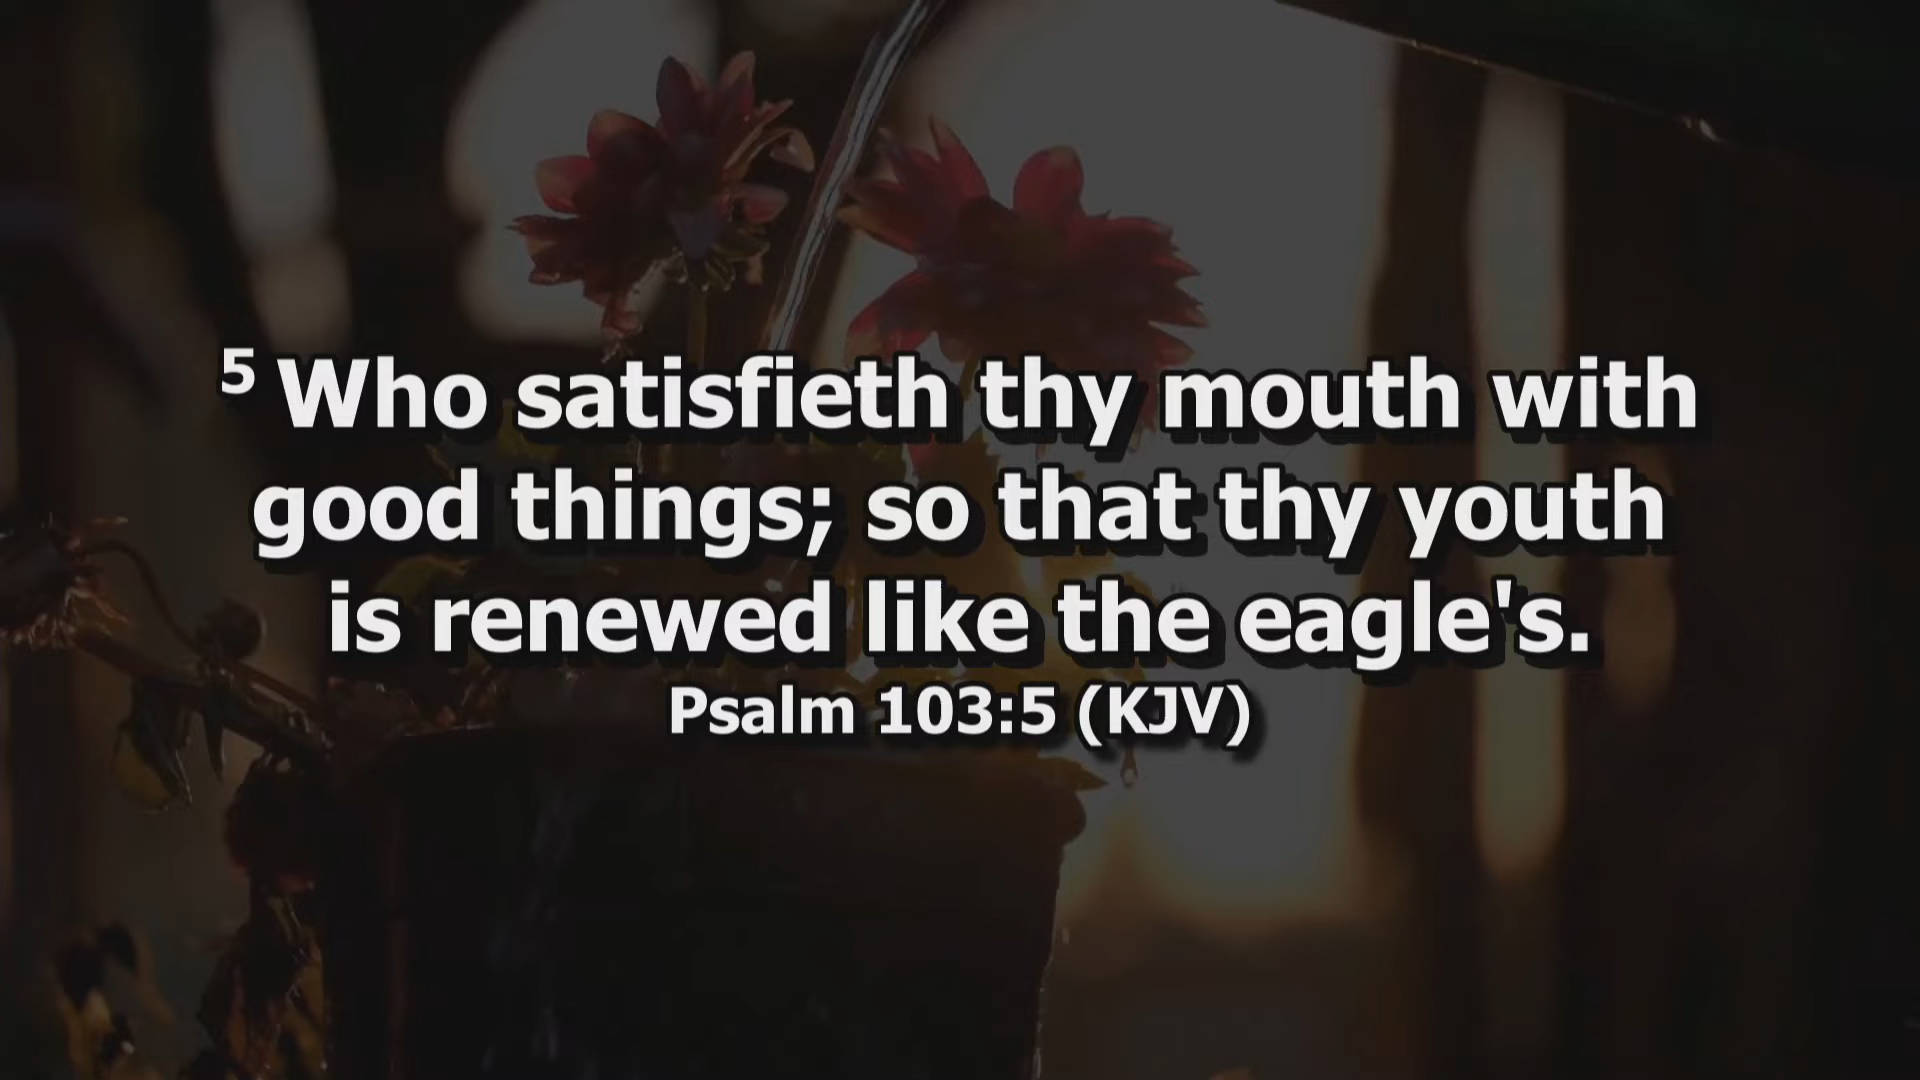 5 Who satisfieth thy mouth with
good things; so that thy youth
is renewed like the eagle's.
Psalm 103:5 (KJV)